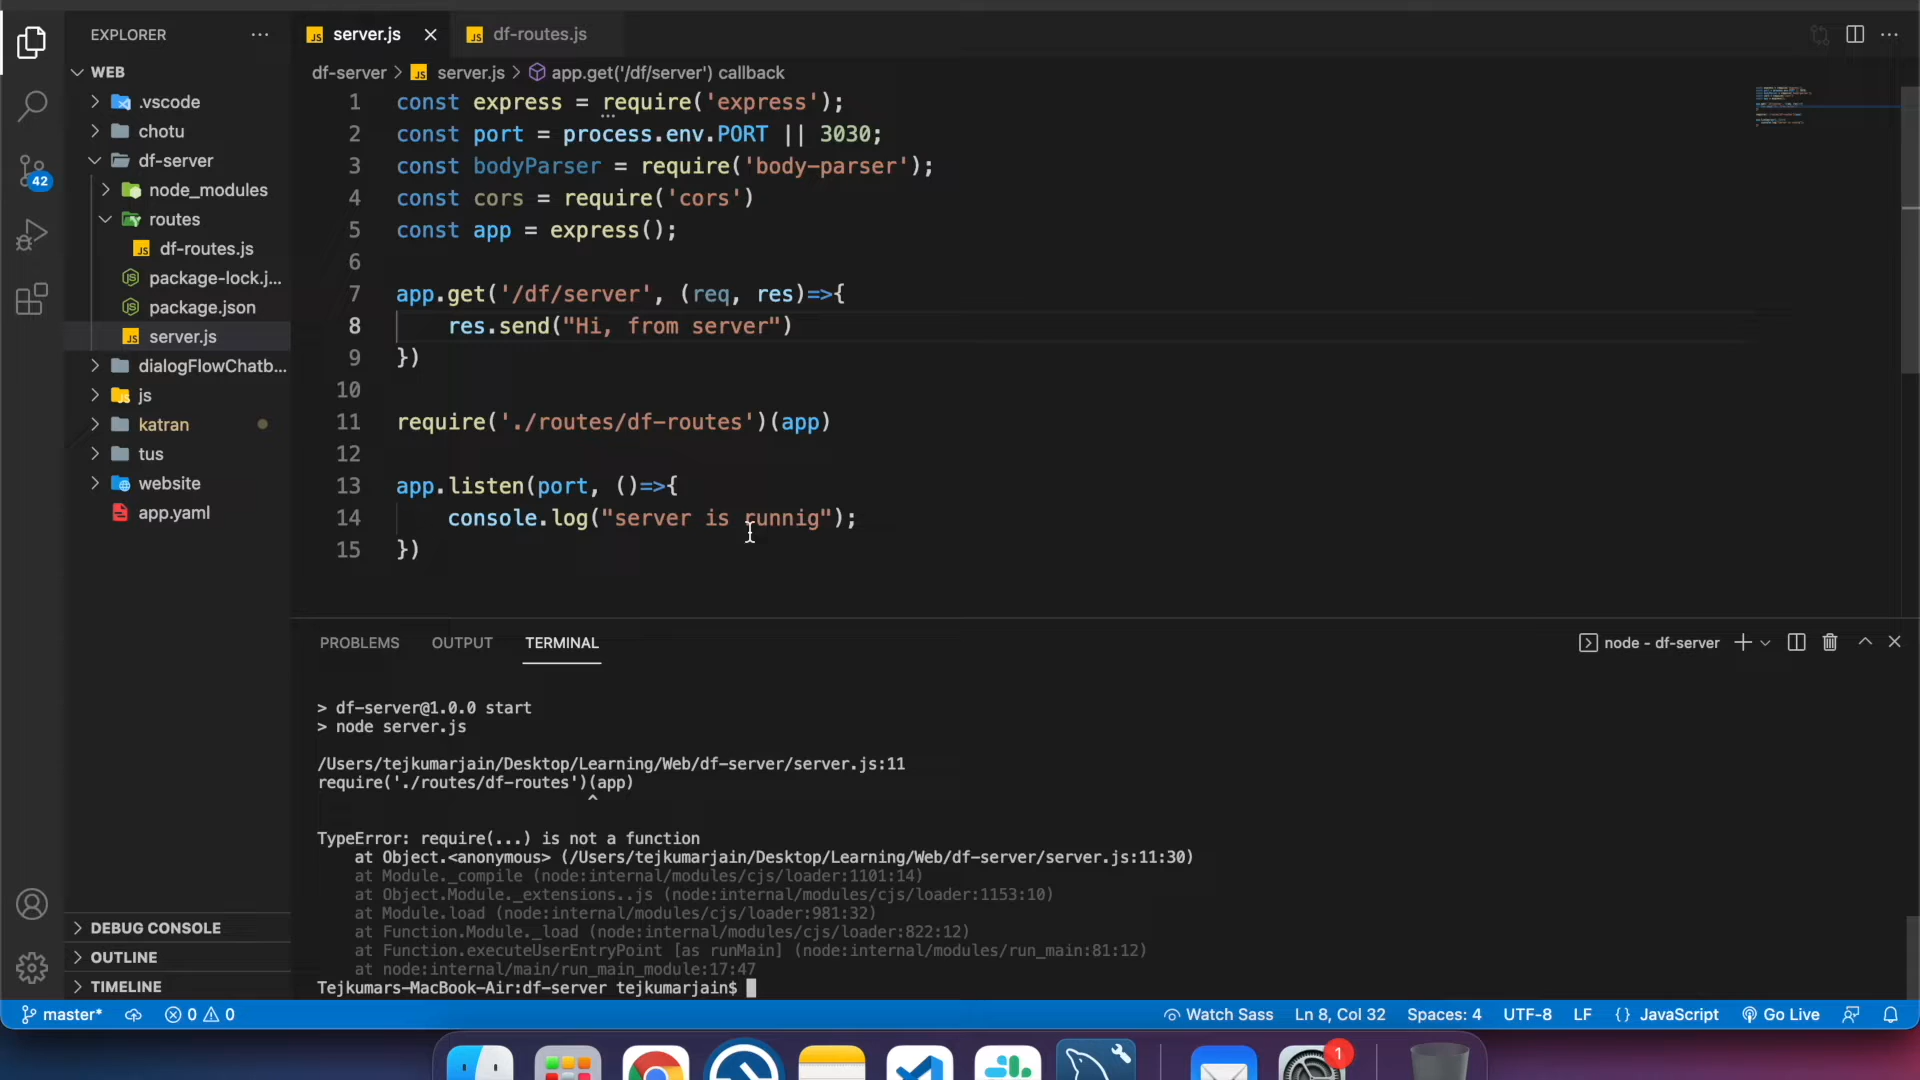 EXPLORER
WEB
.vscode
chotu
df-server
node_modules
routes
df-routes.js
package-lock.j...
package.json
server.js
dialogFlowChatb...
js
katran
tus
website
app.yaml
DEBUG CONSOLE
OUTLINE
TIMELINE
42
server.js
df-routes.js
df-server > server.js > app.get('/df/server') callback
1 const express = require('express');
2 const port = process.env.PORT || 3030;
3 const bodyParser = require('body-parser');
4 const cors = require('cors')
5 const app = express();
6
7 app.get('/df/server', (req, res)=>{
8 res.send("Hi, from server")
9 })
10
11 require('./routes/df-routes')(app)
12
13 app.listen(port, ()=>{
14 console.log("server is runnig");
15 })
PROBLEMS OUTPUT TERMINAL
node - df-server
> df-server@1.0.0 start
> node server.js
/Users/tejkumarjain/Desktop/Learning/Web/df-server/server.js:11
require('./routes/df-routes')(app)
^
TypeError: require(...) is not a function
at Object.<anonymous> (/Users/tejkumarjain/Desktop/Learning/Web/df-server/server.js:11:30)
at Module._compile (node:internal/modules/cjs/loader:1101:14)
at Object.Module._extensions..js (node:internal/modules/cjs/loader:1153:10)
at Module.load (node:internal/modules/cjs/loader:981:32)
at Function.Module._load (node:internal/modules/cjs/loader:822:12)
at Function.executeUserEntryPoint [as runMain] (node:internal/modules/run_main:81:12)
at node:internal/main/run_main_module:17:47
Tejkumars-MacBook-Air:df-server tejkumarjain$
master* 0 0 Watch Sass Ln 8, Col 32 Spaces: 4 UTF-8 LF {} JavaScript Go Live
1